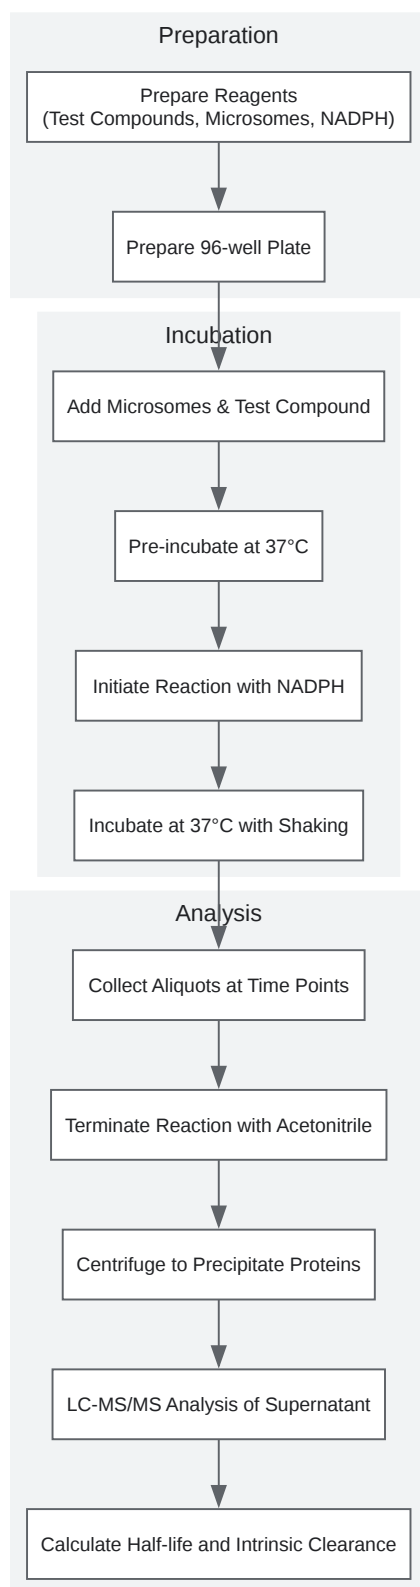 Preparation
Prepare Reagents
(Test Compounds, Microsomes, NADPH)
Prepare 96-well Plate
Incubation
Add Microsomes & Test Compound
Pre-incubate at 37°C
Initiate Reaction with NADPH
Incubate at 37°C with Shaking
Analysis
Collect Aliquots at Time Points
Terminate Reaction with Acetonitrile
Centrifuge to Precipitate Proteins
LC-MS/MS Analysis of Supernatant
Calculate Half-life and Intrinsic Clearance